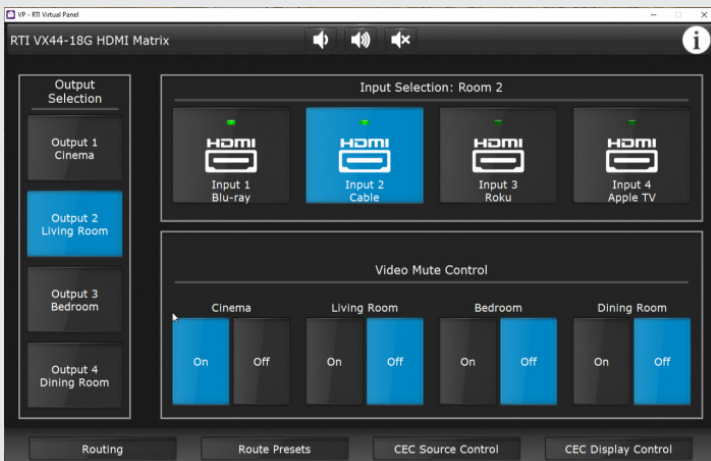 VP - RTI Virtual Panel
RTI VX44-18G HDMI Matrix
i
Output
Selection
Output 1
Cinema
Output 2
Living Room
Output 3
Bedroom
Output 4
Dining Room
Input Selection: Room 2
HDMI
Input 1
Blu-ray
HDMI
Input 2
Cable
HDMI
Input 3
Roku
HDMI
Input 4
Apple TV
Video Mute Control
Cinema
On Off
Living Room
On Off
Bedroom
On Off
Dining Room
On Off
Routing
Route Presets
CEC Source Control
CEC Display Control